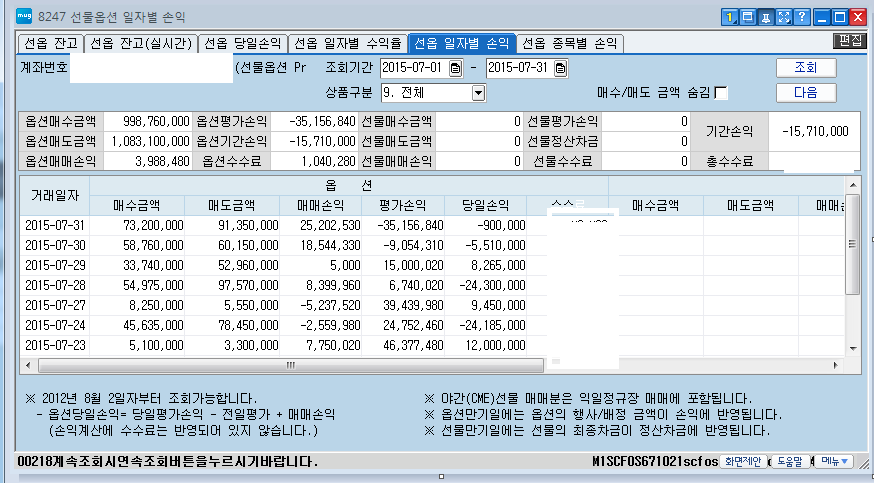 mug 8247 선물옵션 일자별 손익 1
선옵 잔고 선옵 잔고(실시간) 선옵 당일손익 선옵 일자별 수익율 선옵 일자별 손익 선옵 종목별 손익 편집
계좌번호 (선물옵션 Pr 조회기간 2015-07-01 - 2015-07-31 조회
상품구분 9. 전체 매수/매도 금액 숨김 다음
옵션매수금액 998,760,000 옵션평가손익 -35,156,840 선물매수금액 0 선물평가손익 0 기간손익 -15,710,000
옵션매도금액 1,083,100,000 옵션기간손익 -15,710,000 선물매도금액 0 선물정산차금 0
옵션매매손익 3,988,480 옵션수수료 1,040,280 선물매매손익 0 선물수수료 0 총수수료
거래일자 옵 션
매수금액 매도금액 매매손익 평가손익 당일손익 수수료 매수금액 매도금액
2015-07-31 73,200,000 91,350,000 25,202,530 -35,156,840 -900,000
2015-07-30 58,760,000 60,150,000 18,544,330 -9,054,310 -5,510,000
2015-07-29 33,740,000 52,960,000 5,000 15,000,020 8,265,000
2015-07-28 54,975,000 97,570,000 8,399,960 6,740,020 -24,300,000
2015-07-27 8,250,000 5,550,000 -5,237,520 39,439,980 9,450,000
2015-07-24 45,635,000 78,450,000 -2,559,980 24,752,460 -24,185,000
2015-07-23 5,100,000 3,300,000 7,750,020 46,377,480 12,000,000
※ 2012년 8월 2일자부터 조회가능합니다. ※ 야간(CME)선물 매매분은 익일정규장 매매에 포함됩니다.
- 옵션당일손익= 당일평가손익 - 전일평가 + 매매손익 ※ 옵션만기일에는 옵션의 행사/배정 금액이 손익에 반영됩니다.
(손익계산에 수수료는 반영되어 있지 않습니다.) ※ 선물만기일에는 선물의 최종차금이 정산차금에 반영됩니다.
00218계속조회시연속조회버튼을누르시기바랍니다. M1SCFOS671021scfos 화면제안 도움말 메뉴▼